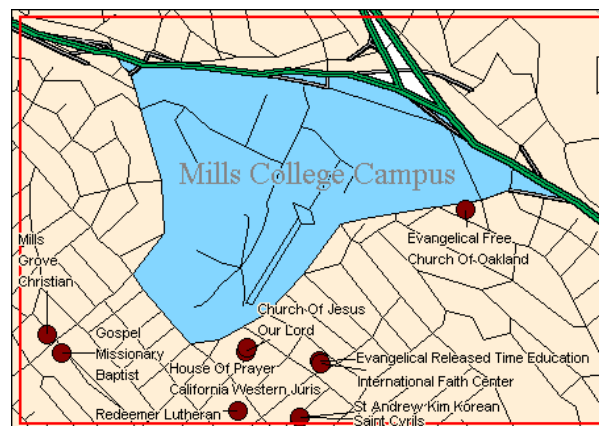 Mills College Campus
Mills
Grove
Christian
Evangelical Free
Church Of Oakland
Church Of Jesus
Our Lord
Gospel
Missionary
Baptist
House Of Prayer
California Western Juris
Evangelical Released Time Education
International Faith Center
Redeemer Lutheran
St Andrew Kim Korean
Saint Cyrils